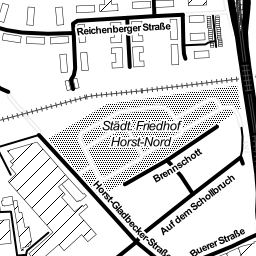 Reichenberger Straße
Städt. Friedhof
Horst-Nord
Brennschott
Horst-Gladbecker-Straße
Auf dem Schollbruch
Buerer Straße